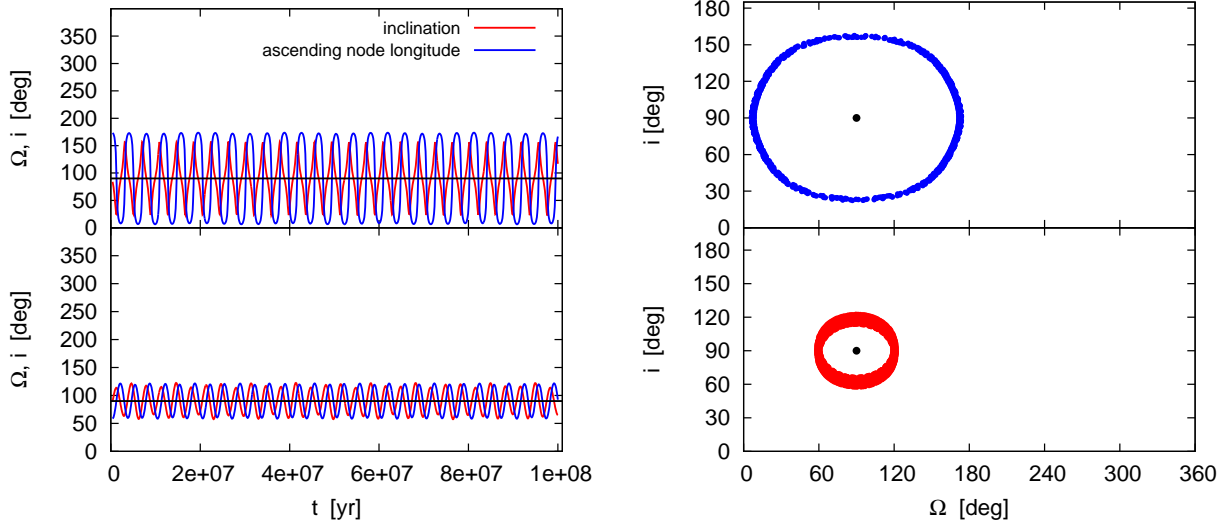 inclination
ascending node longitude
Ω, i [deg]
350
300
250
200
150
100
50
0
Ω, i [deg]
350
300
250
200
150
100
50
0
0
2e+07
4e+07
6e+07
8e+07
1e+08
t [yr]
i [deg]
180
150
120
90
60
30
0
i [deg]
180
150
120
90
60
30
0
0
60
120
180
240
300
360
Ω [deg]